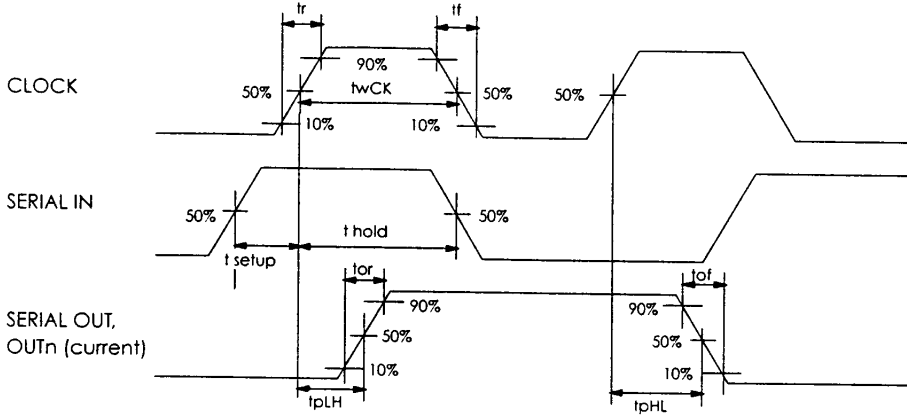 tr
tf
CLOCK
90%
50%
twCK
50%
50%
10%
10%
SERIAL IN
50%
t hold
50%
t setup
tor
tof
SERIAL OUT,
OUTn (current)
90%
90%
50%
50%
10%
10%
tpLH
tpHL